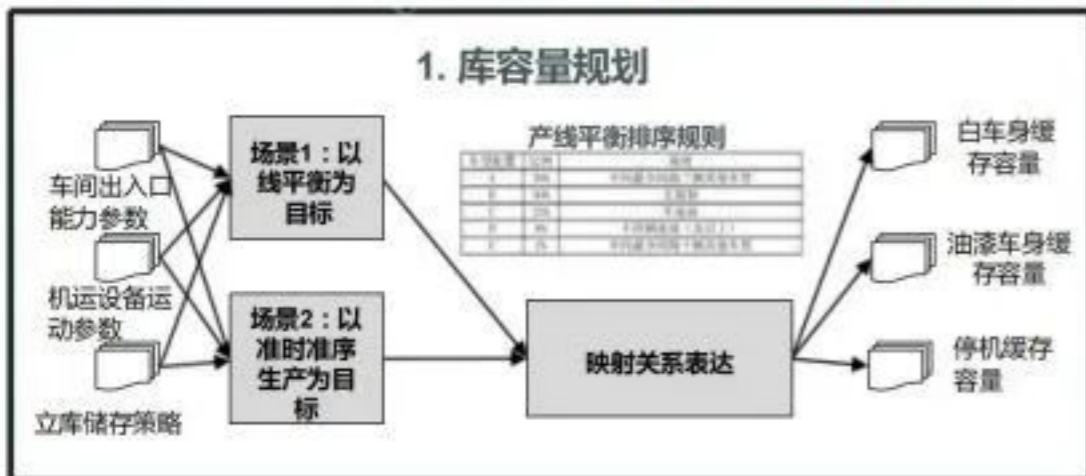 1. 库容量规划
车间出入口
能力参数
机运设备运
动参数
立库储存策略
场景1：以
线平衡为
目标
场景2：以
准时准序
生产为目
标
产线平衡排序规则
A
映射关系表达
白车身缓
存容量
油漆车身缓
存容量
停机缓存
容量